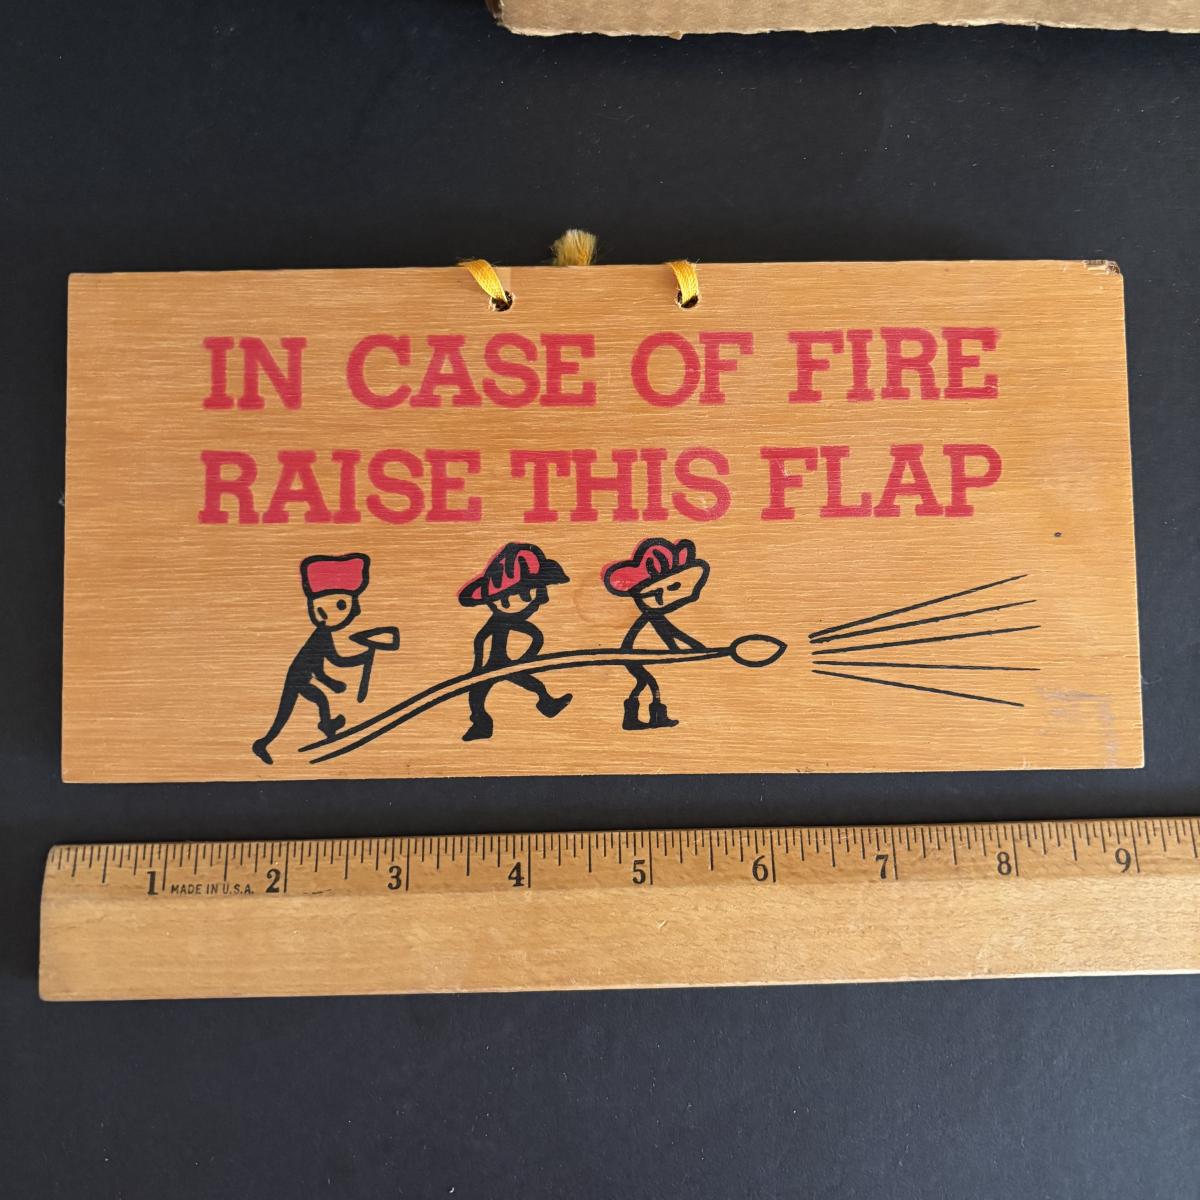 IN CASE OF FIRE
RAISE THIS FLAP
1 MADE IN U.S.A. 2 3 4 5 6 7 8 9